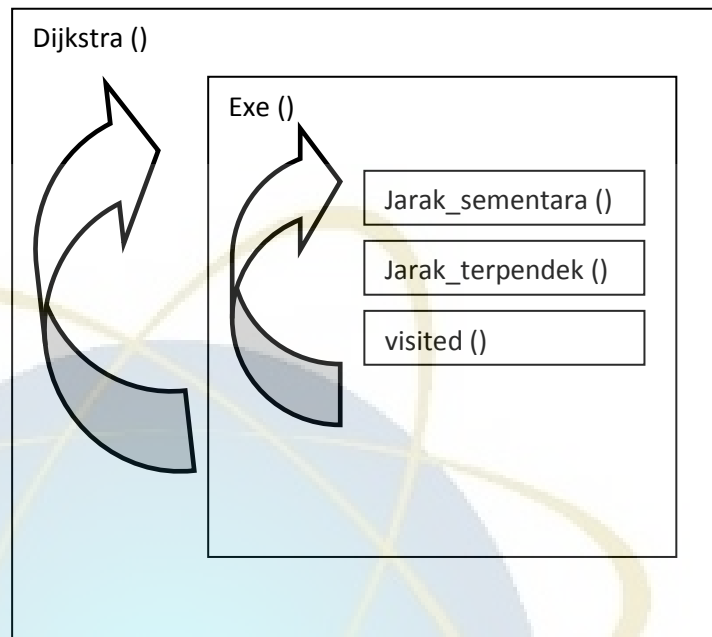 Dijkstra ()
Exe ()
Jarak_sementara ()
Jarak_terpendek ()
visited ()